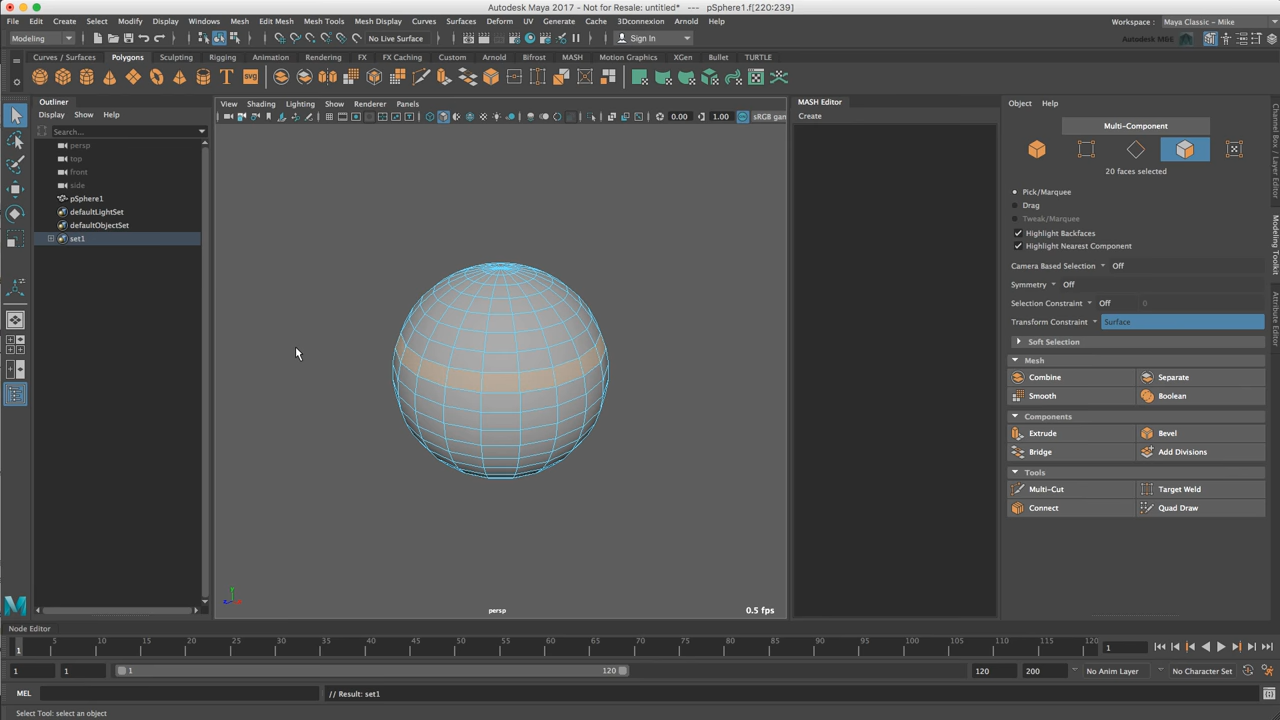 Autodesk Maya 2017 - Not for Resale: untitled* --- pSphere1.f[220:239]
File Edit Create Select Modify Display Windows Mesh Edit Mesh Mesh Tools Mesh Display Curves Surfaces Deform UV Generate Cache 3Dconnexion Arnold Help Workspace : Maya Classic - Mike
Modeling No Live Surface Sign In
Curves / Surfaces Polygons Sculpting Rigging Animation Rendering FX FX Caching Custom Arnold Bifrost MASH Motion Graphics XGen Bullet TURTLE
SVG
Outliner
Display Show Help
Search...
persp
top
front
side
pSphere1
defaultLightSet
defaultObjectSet
set1
View Shading Lighting Show Renderer Panels
0.00 1.00 sRGB gan
persp
0.5 fps
MASH Editor
Create
Object Help
Multi-Component
20 faces selected
Pick/Marquee
Drag
Tweak/Marquee
Highlight Backfaces
Highlight Nearest Component
Camera Based Selection Off
Symmetry Off
Selection Constraint Off 0
Transform Constraint Surface
Soft Selection
Mesh
Combine Separate
Smooth Boolean
Components
Extrude Bevel
Bridge Add Divisions
Tools
Multi-Cut Target Weld
Connect Quad Draw
Channel Box / Layer Editor
Modeling Toolkit
Attribute Editor
Node Editor
5 10 15 20 25 30 35 40 45 50 55 60 65 70 75 80 85 90 95 100 105 110 115 120
1 1
1 1 1 120 120 200 No Anim Layer No Character Set
MEL // Result: set1
Select Tool: select an object